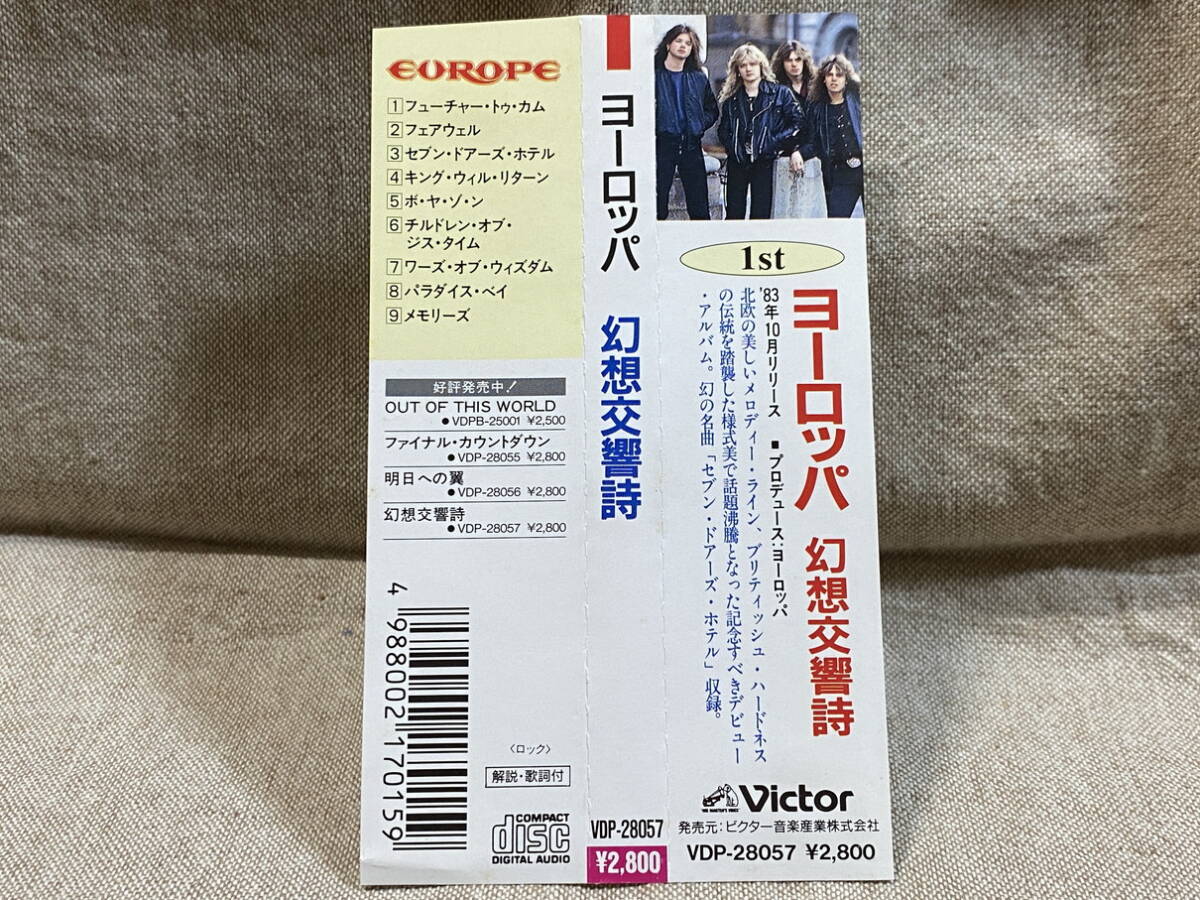 EUROPE
1 フューチャー・トゥ・カム
2 フェアウェル
3 セブン・ドアーズ・ホテル
4 キング・ウィル・リターン
5 ボ・ヤ・ゾ・ン
6 チルドレン・オブ・
ジス・タイム
7 ワーズ・オブ・ウィズダム
8 パラダイス・ベイ
9 メモリーズ
好評発売中!
OUT OF THIS WORLD
●VDPB-25001 ¥2,500
ファイナル・カウントダウン
●VDP-28055 ¥2,800
明日への翼
●VDP-28056 ¥2,800
幻想交響詩
●VDP-28057 ¥2,800
4 988002 170159
〈ロック〉
解説・歌詞付
COMPACT
disc
DIGITAL AUDIO
ヨーロッパ 幻想交響詩
VDP-28057
¥2,800
1st
ヨーロッパ 幻想交響詩
'83年10月リリース ■プロデュース:ヨーロッパ
北欧の美しいメロディー・ライン、ブリティッシュ・ハードネス
の伝統を踏襲した様式美で話題沸騰となった記念すべきデビュー
・アルバム。幻の名曲「セブン・ドアーズ・ホテル」収録。
"HIS MASTER'S VOICE"
Victor
発売元:ビクター音楽産業株式会社
VDP-28057 ¥2,800